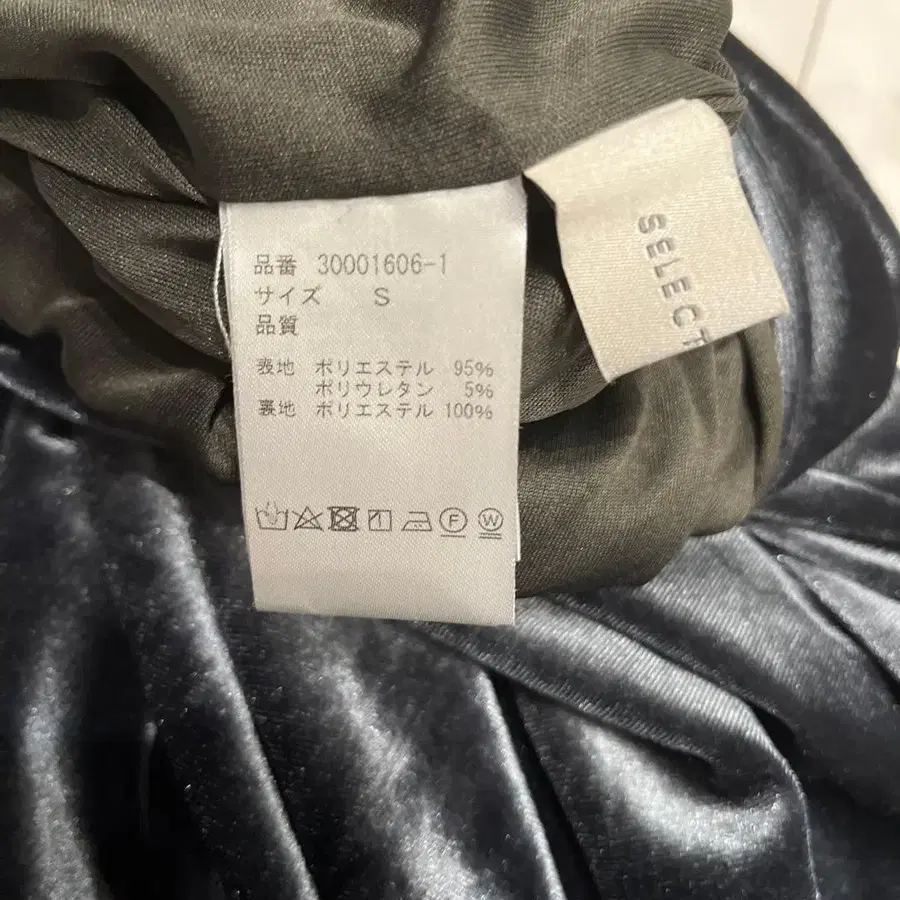 品番 30001606-1
サイズ S
品質
表地 ポリエステル 95%
ポリウレタン 5%
裏地 ポリエステル 100%
F W
SELECT